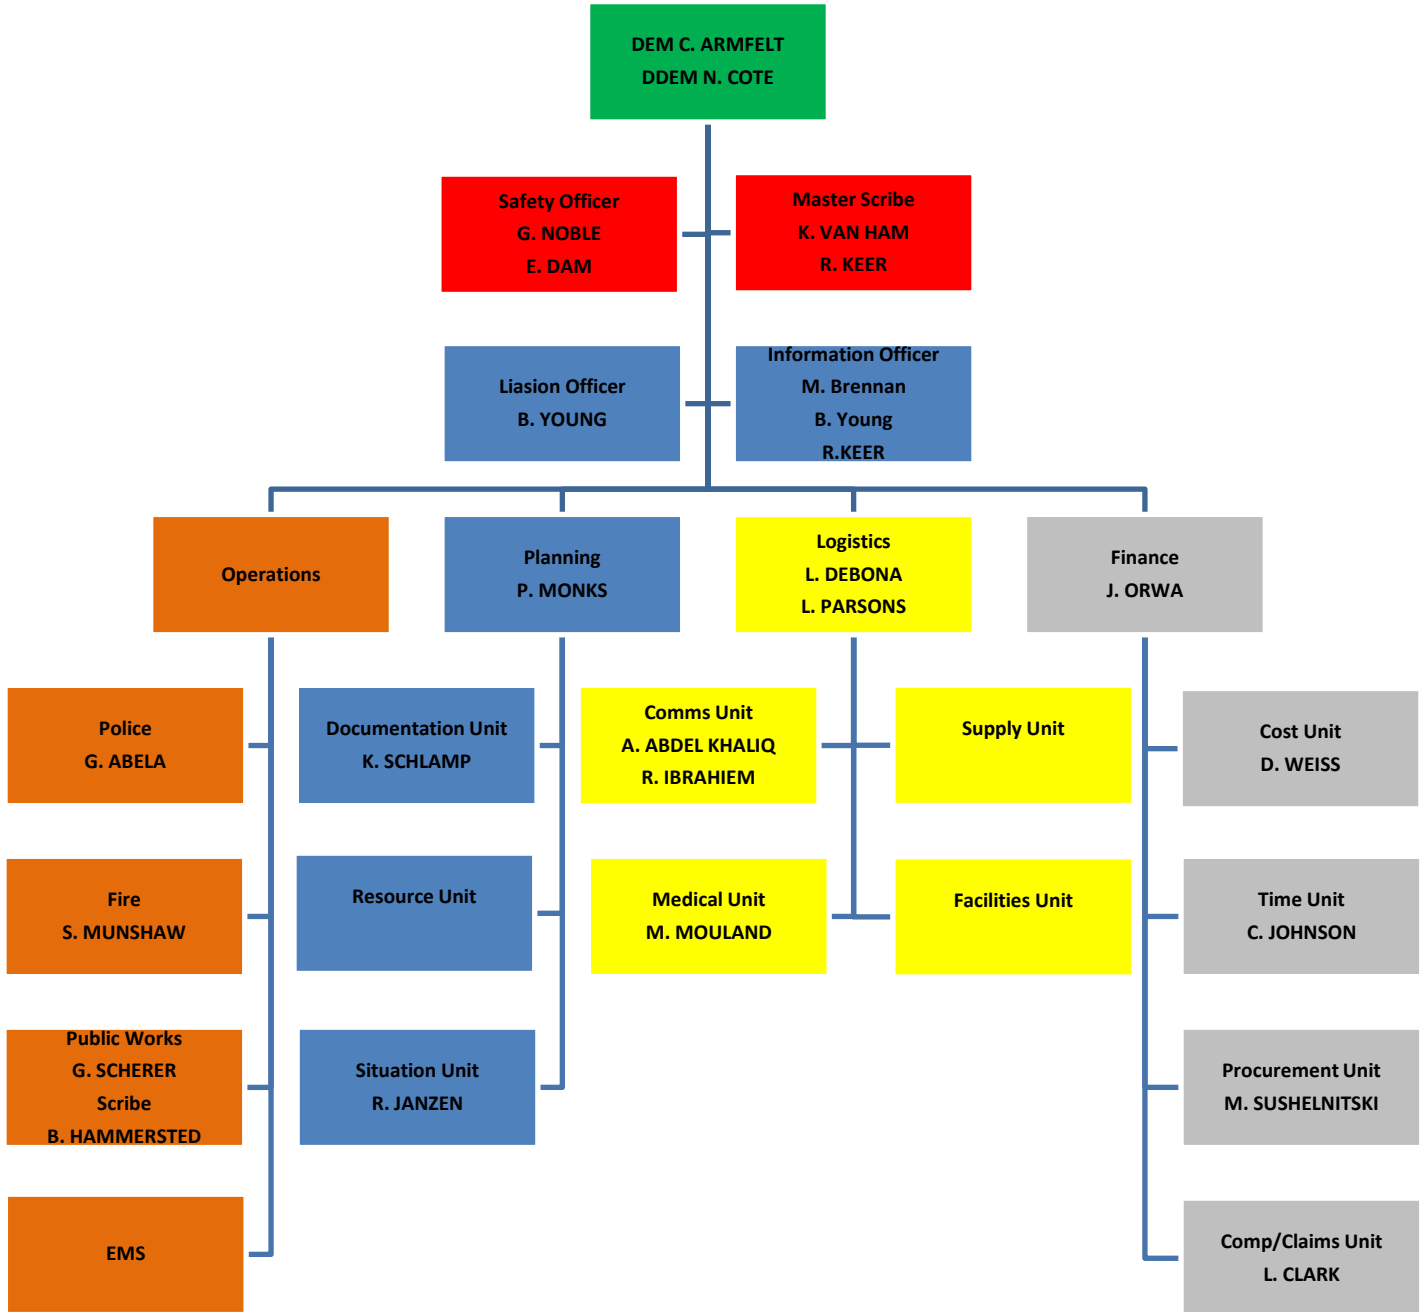 DEM C. ARMFELT
DDEM N. COTE
Safety Officer
G. NOBLE
E. DAM
Master Scribe
K. VAN HAM
R. KEER
Liasion Officer
B. YOUNG
Information Officer
M. Brennan
B. Young
R.KEER
Operations
Planning
P. MONKS
Logistics
L. DEBONA
L. PARSONS
Finance
J. ORWA
Police
G. ABELA
Documentation Unit
K. SCHLAMP
Comms Unit
A. ABDEL KHALIQ
R. IBRAHIEM
Supply Unit
Cost Unit
D. WEISS
Fire
S. MUNSHAW
Resource Unit
Medical Unit
M. MOULAND
Facilities Unit
Time Unit
C. JOHNSON
Public Works
G. SCHERER
Scribe
B. HAMMERSTED
Situation Unit
R. JANZEN
Procurement Unit
M. SUSHELNITSKI
EMS
Comp/Claims Unit
L. CLARK